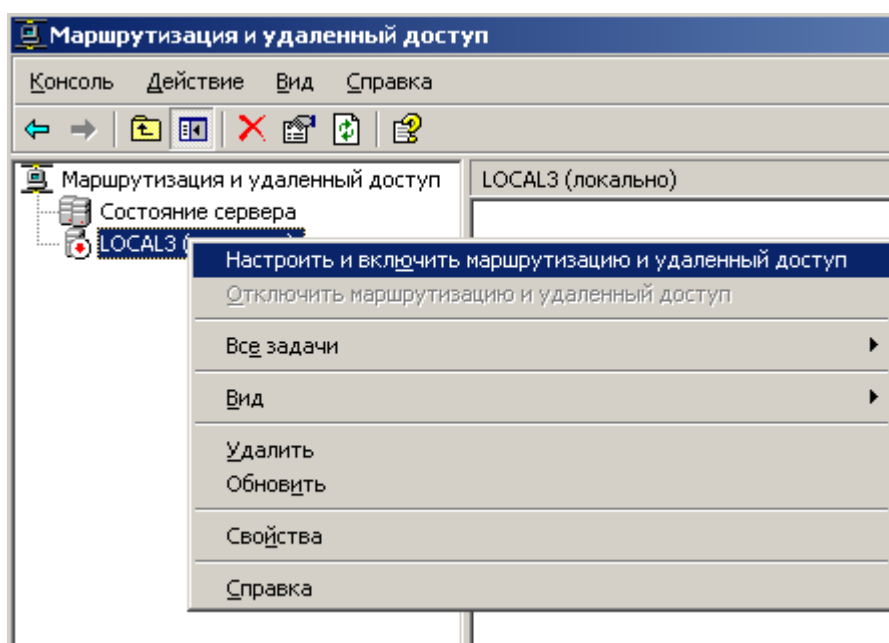 Маршрутизация и удаленный доступ
Консоль Действие Вид Справка
Маршрутизация и удаленный доступ
LOCAL3 (локально)
Состояние сервера
LOCAL3 (
Настроить и включить маршрутизацию и удаленный доступ
Отключить маршрутизацию и удаленный доступ
Все задачи
Вид
Удалить
Обновить
Свойства
Справка